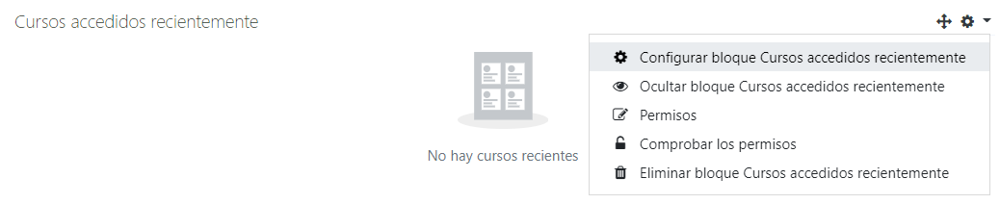 Cursos accedidos recientemente
Configurar bloque Cursos accedidos recientemente
Ocultar bloque Cursos accedidos recientemente
Permisos
Comprobar los permisos
Eliminar bloque Cursos accedidos recientemente
No hay cursos recientes